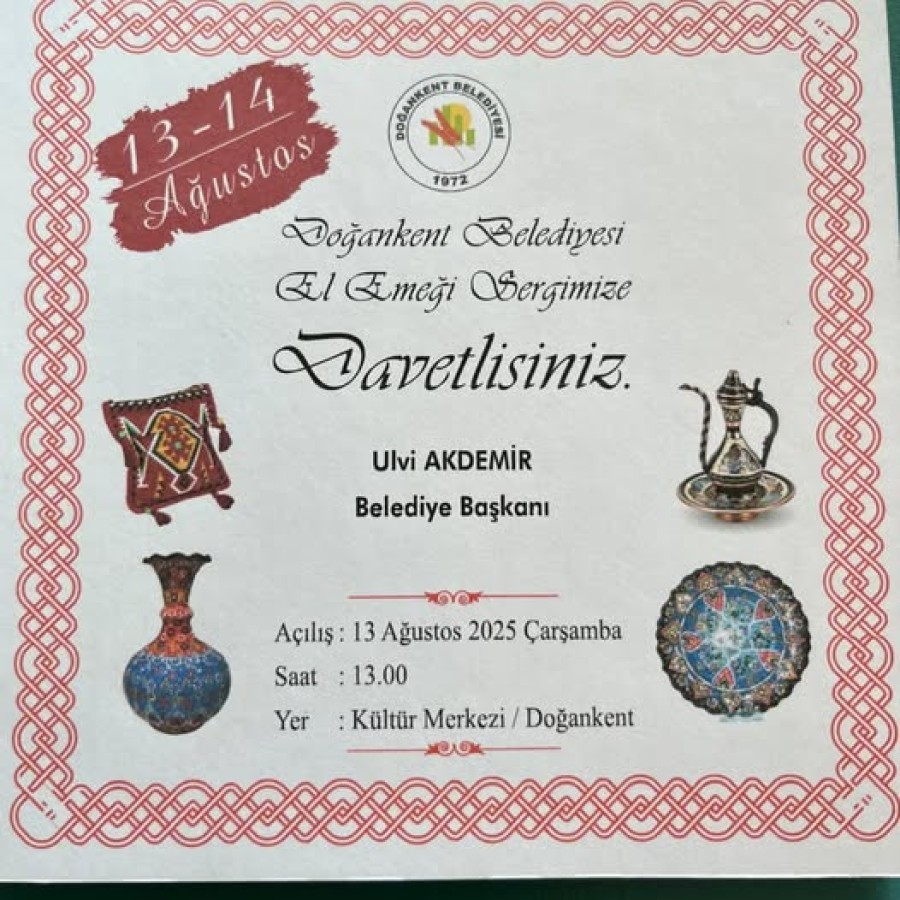 13-14
Ağustos
DOĞANKENT BELEDİYESİ
1972
Doğankent Belediyesi
El Emeği Sergimize
Davetlisiniz.
Ulvi AKDEMİR
Belediye Başkanı
Açılış : 13 Ağustos 2025 Çarşamba
Saat : 13.00
Yer : Kültür Merkezi / Doğankent